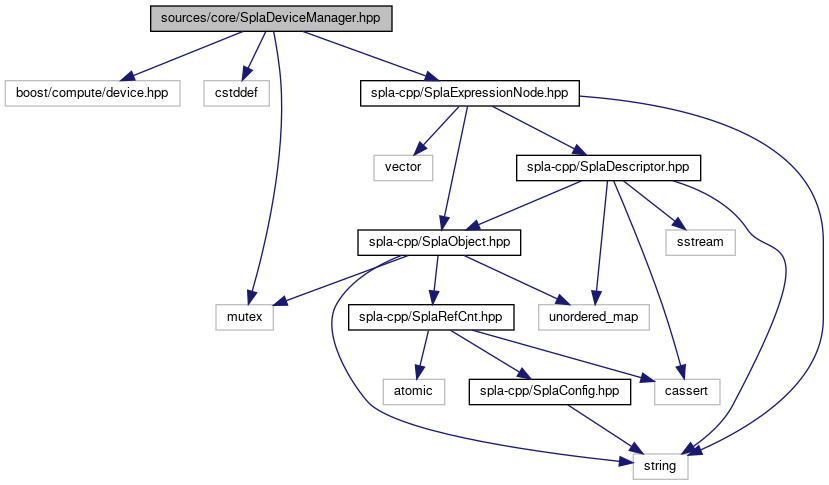 sources/core/SplaDeviceManager.hpp
boost/compute/device.hpp
cstddef
spla-cpp/SplaExpressionNode.hpp
vector
spla-cpp/SplaDescriptor.hpp
spla-cpp/SplaObject.hpp
sstream
mutex
spla-cpp/SplaRefCnt.hpp
unordered_map
atomic
spla-cpp/SplaConfig.hpp
cassert
string